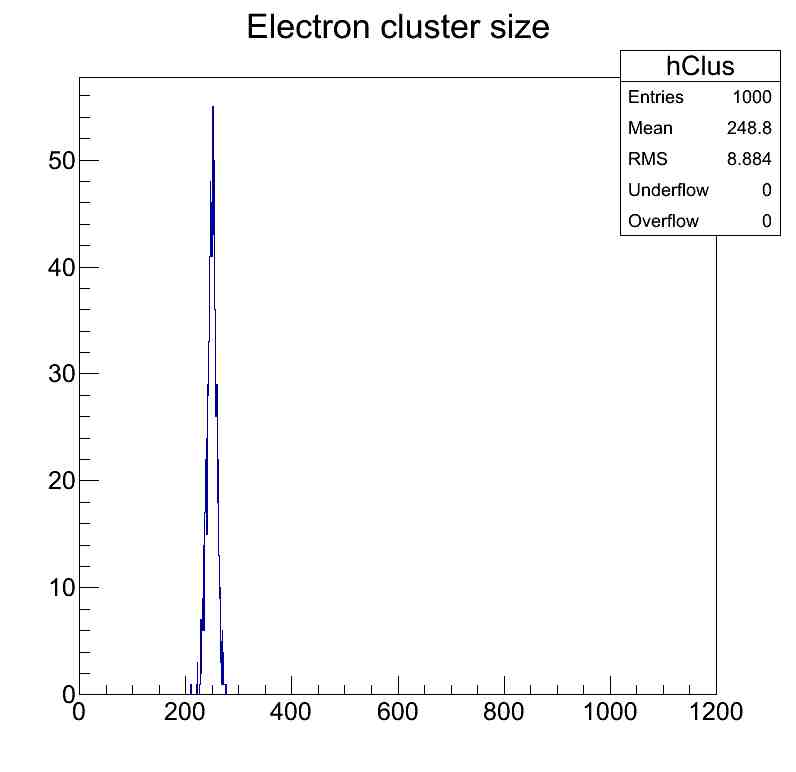 Electron cluster size
hClus
Entries 1000
Mean 248.8
RMS 8.884
Underflow 0
Overflow 0
50
40
30
20
10
0
0 200 400 600 800 1000 1200